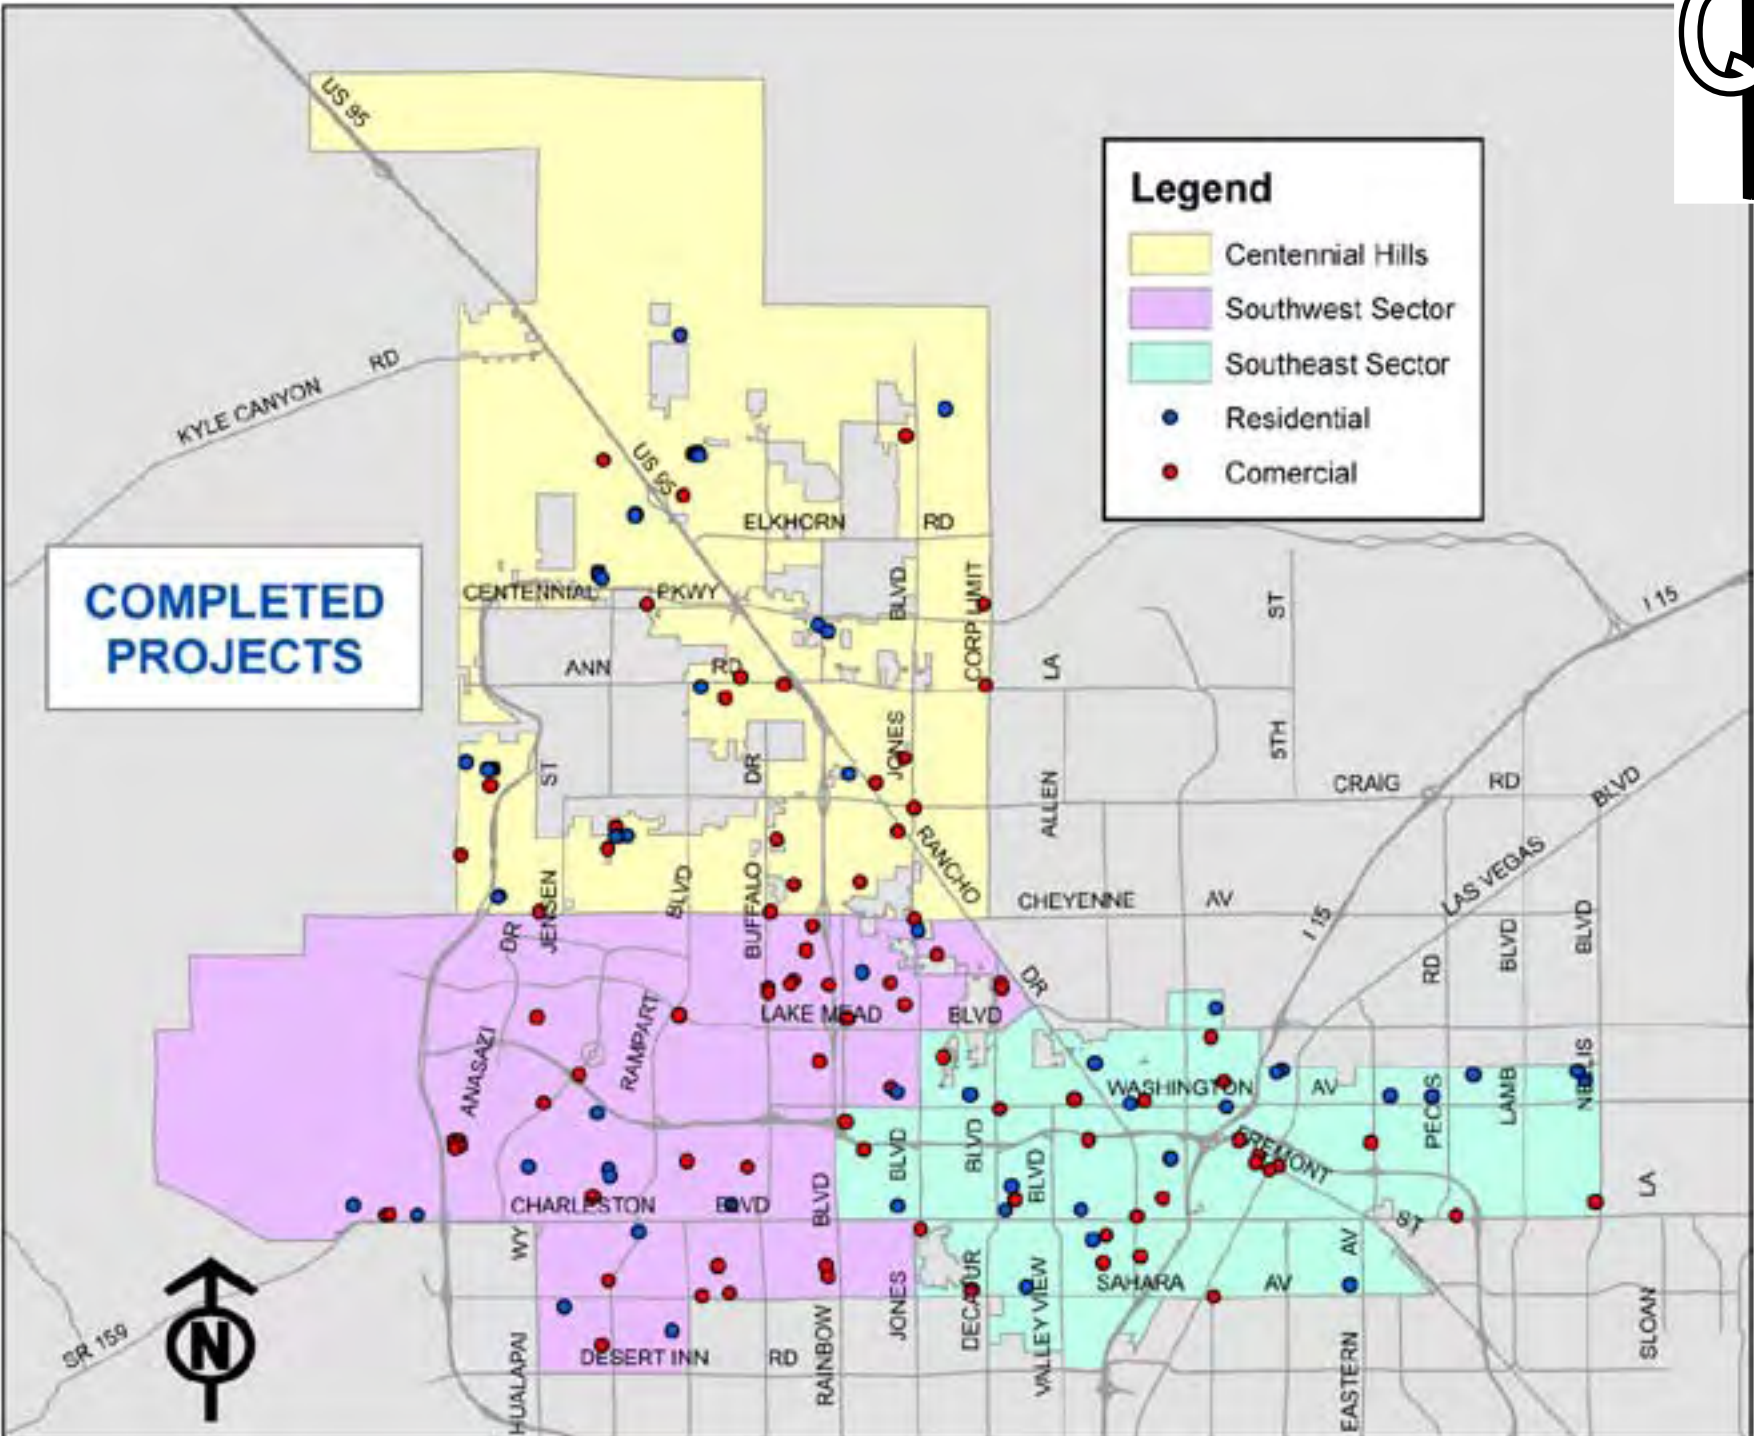 US 95
Legend
Centennial Hills
Southwest Sector
Southeast Sector
Residential
Comercial
KYLE CANYON RD
US 95
ELKHORN RD
COMPLETED
PROJECTS
CENTENNIAL PKWY
BLVD
CORP LIMIT
ST
I 15
ANN RD
LA
5TH
JONES
ST
DR
ALLEN
CRAIG RD
BLVD
RANCHO
LAS VEGAS
CHEYENNE AV
BLVD
BUFFALO
JENSEN
DR
I 15
RD
BLVD
BLVD
DR
LAKE MEAD BLVD
RAMPART
ANASAZI
WASHINGTON AV
PECOS
LAMB
NELLIS
BLVD
BLVD
BLVD
FREMONT
ST
CHARLESTON BLVD
BLVD
LA
WY
AV
SAHARA AV
JONES
DECATUR
VALLEY VIEW
SLOAN
SR 159
N
HUALAPAI
DESERT INN RD
RAINBOW
EASTERN